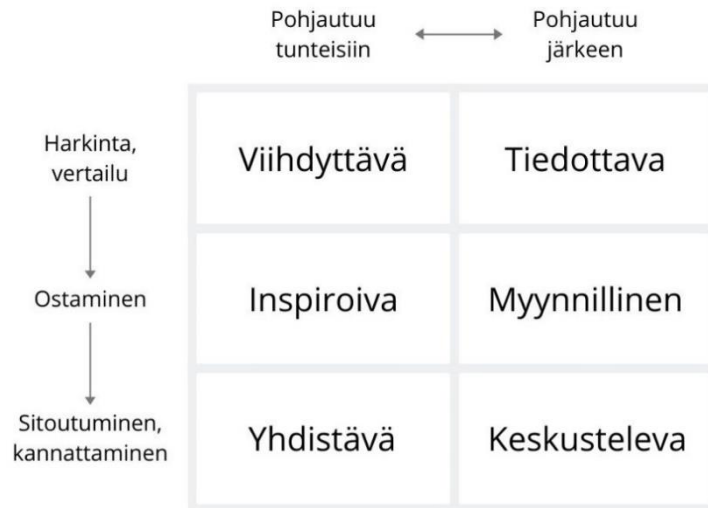 Pohjautuu
tunteisiin
Pohjautuu
järkeen
Harkinta,
vertailu
Viihdyttävä
Tiedottava
Ostaminen
Inspiroiva
Myynnillinen
Sitoutuminen,
kannattaminen
Yhdistävä
Keskusteleva